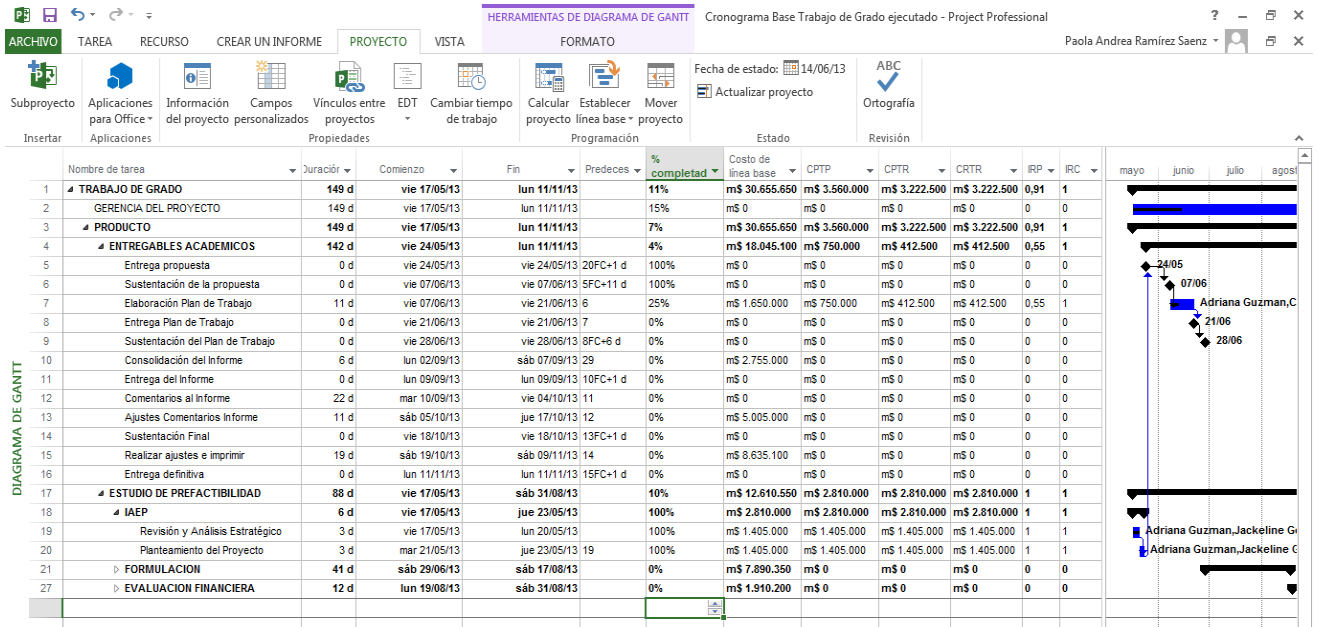 HERRAMIENTAS DE DIAGRAMA DE GANTT Cronograma Base Trabajo de Grado ejecutado - Project Professional
ARCHIVO TAREA RECURSO CREAR UN INFORME PROYECTO VISTA FORMATO Paola Andrea Ramírez Saenz
Subproyecto Aplicaciones para Office Información del proyecto Campos personalizados Vínculos entre proyectos EDT Cambiar tiempo de trabajo Calcular proyecto Establecer línea base Mover proyecto Fecha de estado: 14/06/13 Actualizar proyecto ABC Ortografía
Insertar Aplicaciones Propiedades Programación Estado Revisión
Nombre de tarea Duración Comienzo Fin Predeces % completad Costo de línea base CPTP CPTR CRTR IRP IRC mayo junio julio agost
1 TRABAJO DE GRADO 149 d vie 17/05/13 lun 11/11/13 11% m$ 30.655.650 m$ 3.560.000 m$ 3.222.500 m$ 3.222.500 0,91 1
2 GERENCIA DEL PROYECTO 149 d vie 17/05/13 lun 11/11/13 15% m$ 0 m$ 0 m$ 0 m$ 0 0 0
3 PRODUCTO 149 d vie 17/05/13 lun 11/11/13 7% m$ 30.655.650 m$ 3.560.000 m$ 3.222.500 m$ 3.222.500 0,91 1
4 ENTREGABLES ACADEMICOS 142 d vie 24/05/13 lun 11/11/13 4% m$ 18.045.100 m$ 750.000 m$ 412.500 m$ 412.500 0,55 1
5 Entrega propuesta 0 d vie 24/05/13 vie 24/05/13 20FC+1 d 100% m$ 0 m$ 0 m$ 0 m$ 0 0 0 24/05
6 Sustentación de la propuesta 0 d vie 07/06/13 vie 07/06/13 5FC+11 d 100% m$ 0 m$ 0 m$ 0 m$ 0 0 0 07/06
7 Elaboración Plan de Trabajo 11 d vie 07/06/13 vie 21/06/13 6 25% m$ 1.650.000 m$ 750.000 m$ 412.500 m$ 412.500 0,55 1 Adriana Guzman,C
8 Entrega Plan de Trabajo 0 d vie 21/06/13 vie 21/06/13 7 0% m$ 0 m$ 0 m$ 0 m$ 0 0 0 21/06
9 Sustentación del Plan de Trabajo 0 d vie 28/06/13 vie 28/06/13 8FC+6 d 0% m$ 0 m$ 0 m$ 0 m$ 0 0 0 28/06
10 Consolidación del Informe 6 d lun 02/09/13 sáb 07/09/13 29 0% m$ 2.755.000 m$ 0 m$ 0 m$ 0 0 0
11 Entrega del Informe 0 d lun 09/09/13 lun 09/09/13 10FC+1 d 0% m$ 0 m$ 0 m$ 0 m$ 0 0 0
12 Comentarios al Informe 22 d mar 10/09/13 vie 04/10/13 11 0% m$ 0 m$ 0 m$ 0 m$ 0 0 0
13 Ajustes Comentarios Informe 11 d sáb 05/10/13 jue 17/10/13 12 0% m$ 5.005.000 m$ 0 m$ 0 m$ 0 0 0
14 Sustentación Final 0 d vie 18/10/13 vie 18/10/13 13FC+1 d 0% m$ 0 m$ 0 m$ 0 m$ 0 0 0
15 Realizar ajustes e imprimir 19 d sáb 19/10/13 sáb 09/11/13 14 0% m$ 8.635.100 m$ 0 m$ 0 m$ 0 0 0
16 Entrega definitiva 0 d lun 11/11/13 lun 11/11/13 15FC+1 d 0% m$ 0 m$ 0 m$ 0 m$ 0 0 0
17 ESTUDIO DE PREFACTIBILIDAD 88 d vie 17/05/13 sáb 31/08/13 10% m$ 12.610.550 m$ 2.810.000 m$ 2.810.000 m$ 2.810.000 1 1
18 IAEP 6 d vie 17/05/13 jue 23/05/13 100% m$ 2.810.000 m$ 2.810.000 m$ 2.810.000 m$ 2.810.000 1 1
19 Revisión y Análisis Estratégico 3 d vie 17/05/13 lun 20/05/13 100% m$ 1.405.000 m$ 1.405.000 m$ 1.405.000 m$ 1.405.000 1 1 Adriana Guzman,Jackeline G
20 Planteamiento del Proyecto 3 d mar 21/05/13 jue 23/05/13 19 100% m$ 1.405.000 m$ 1.405.000 m$ 1.405.000 m$ 1.405.000 1 1 Adriana Guzman,Jackeline G
21 FORMULACION 41 d sáb 29/06/13 sáb 17/08/13 0% m$ 7.890.350 m$ 0 m$ 0 m$ 0 0 0
27 EVALUACION FINANCIERA 12 d lun 19/08/13 sáb 31/08/13 0% m$ 1.910.200 m$ 0 m$ 0 m$ 0 0 0
DIAGRAMA DE GANTT